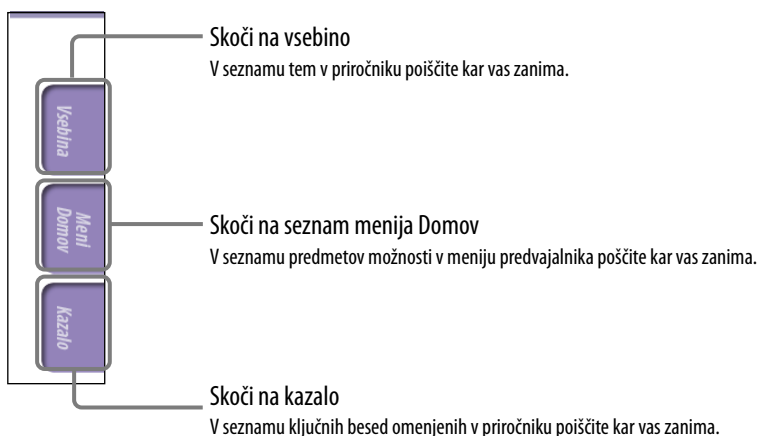 Skoči na vsebino
V seznamu tem v priročniku poiščite kar vas zanima.
VsebIna
Skoči na seznam menija Domov
V seznamu predmetov možnosti v meniju predvajalnika poščite kar vas zanima.
Meni
Domov
Skoči na kazalo
V seznamu ključnih besed omenjenih v priročniku poiščite kar vas zanima.
Kazalo